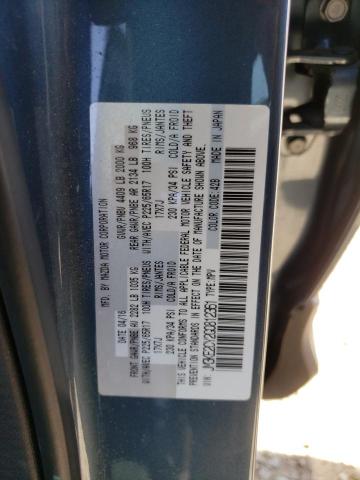 MFG. BY MAZDA MOTOR CORPORATION
DATE: 04/16 GVWR/PNBV 4409 LB 2000 KG
FRONT GAWR/PNBE AV 2282 LB 1035 KG REAR GAWR/PNBE AR 2134 LB 968 KG
WITH/AVEC P225/65R17 100H TIRES/PNEUS WITH/AVEC P225/65R17 100H TIRES/PNEUS
17X7J RIMS/JANTES 17X7J RIMS/JANTES
230 KPA/34 PSI COLD/A FROID 230 KPA/34 PSI COLD/A FROID
THIS VEHICLE CONFORMS TO ALL APPLICABLE FEDERAL MOTOR VEHICLE SAFETY AND THEFT
PREVENTION STANDARDS IN EFFECT ON THE DATE OF MANUFACTURE SHOWN ABOVE.
COLOR CODE: 42B MADE IN JAPAN
TYPE: MPV